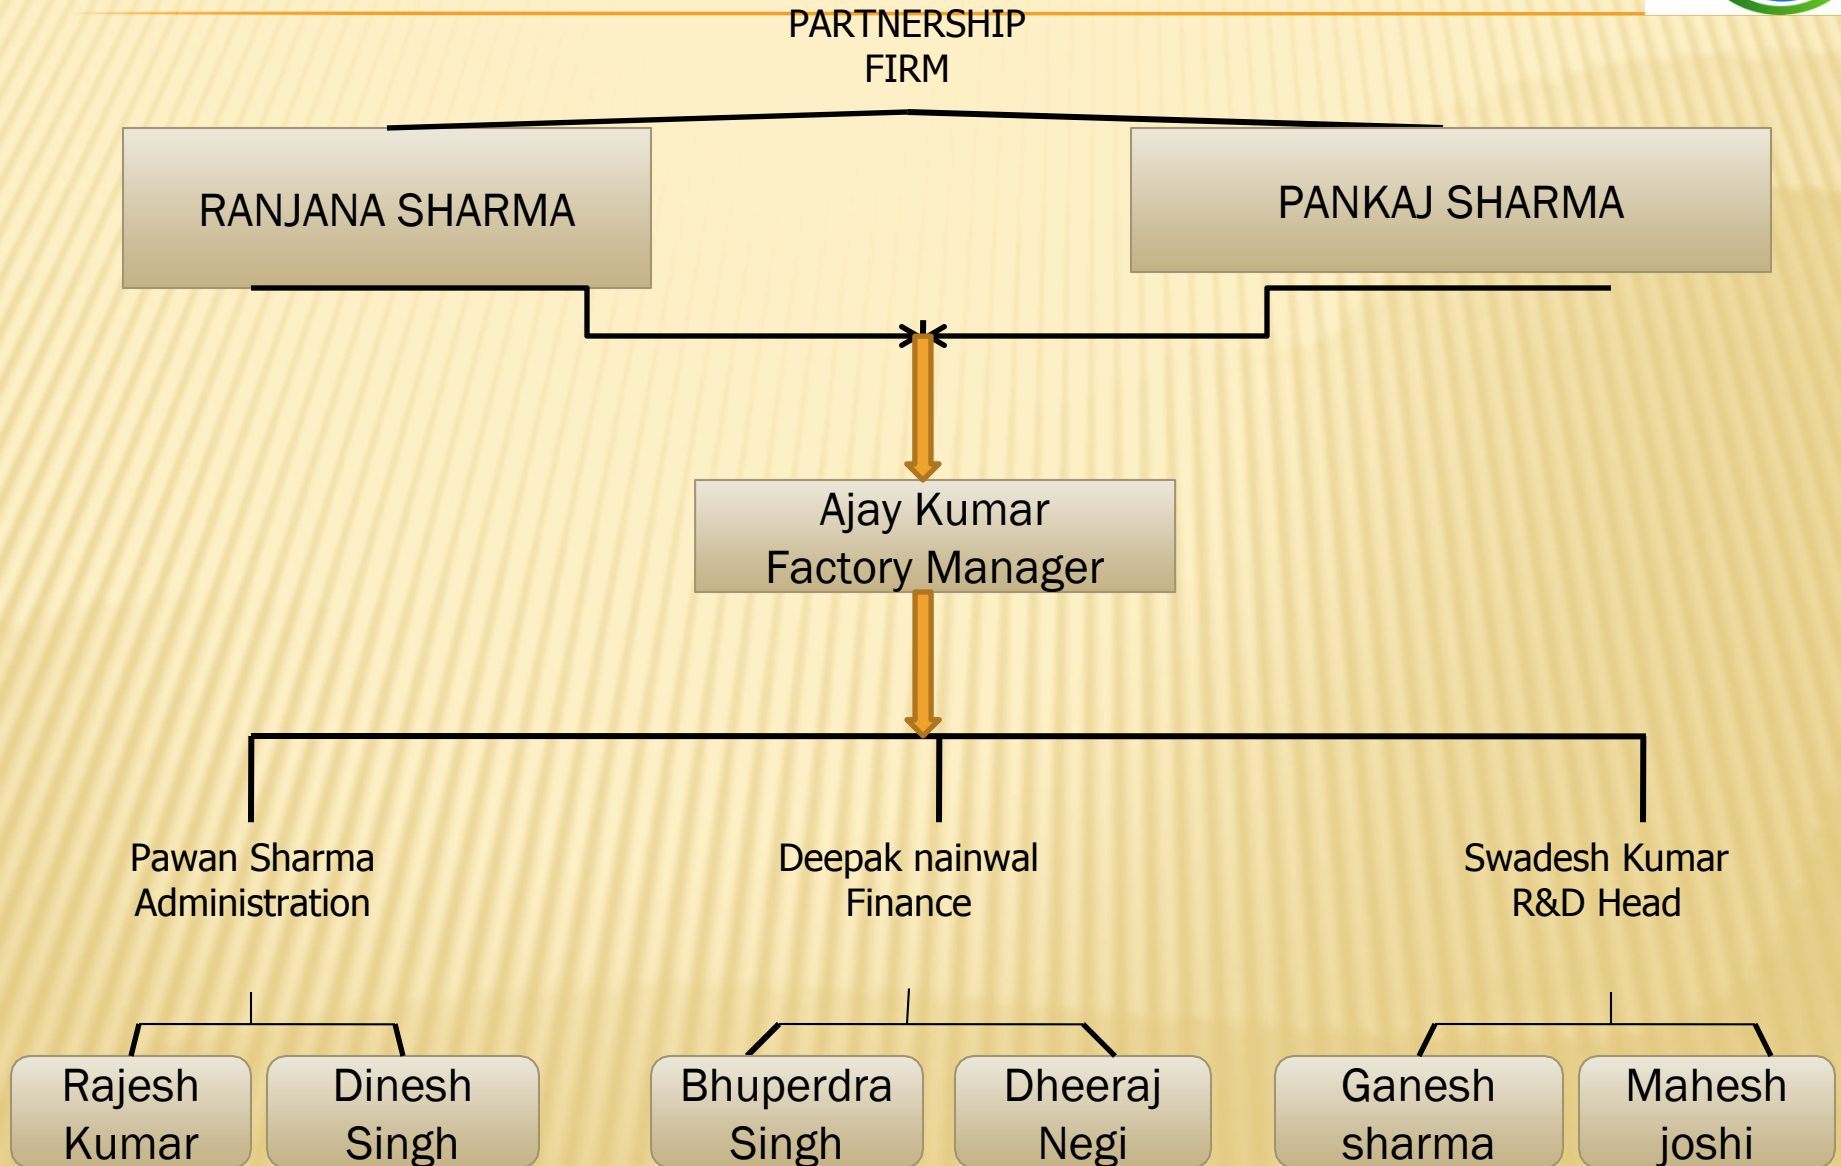 PARTNERSHIP
FIRM
RANJANA SHARMA
PANKAJ SHARMA
Ajay Kumar
Factory Manager
Pawan Sharma
Administration
Deepak nainwal
Finance
Swadesh Kumar
R&D Head
Rajesh
Kumar
Dinesh
Singh
Bhuperdra
Singh
Dheeraj
Negi
Ganesh
sharma
Mahesh
joshi